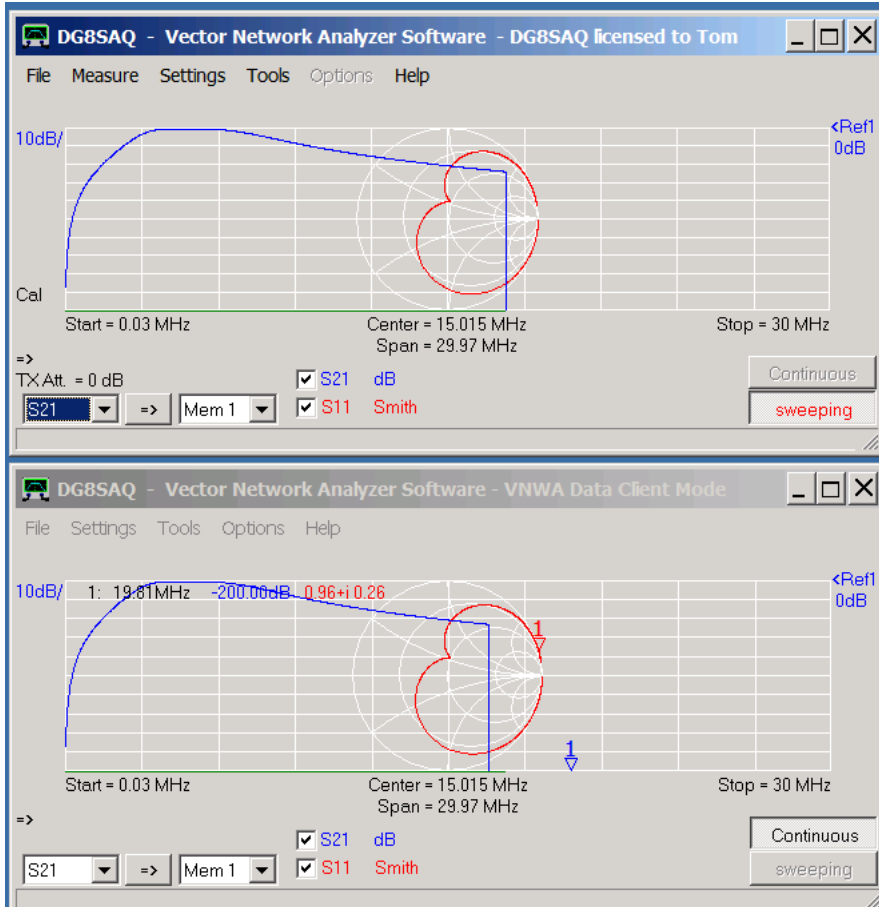 DG8SAQ - Vector Network Analyzer Software - DG8SAQ licensed to Tom
File Measure Settings Tools Options Help
10dB/
<Ref1
0dB
Cal
Start = 0.03 MHz Center = 15.015 MHz Stop = 30 MHz
Span = 29.97 MHz
=>
TX Att. = 0 dB
S21 dB
Continuous
S21 => Mem 1 S11 Smith sweeping
DG8SAQ - Vector Network Analyzer Software - VNWA Data Client Mode
File Settings Tools Options Help
10dB/ 1: 19.81MHz -200.00dB 0.96+i 0.26
<Ref1
0dB
1
1
Start = 0.03 MHz Center = 15.015 MHz Stop = 30 MHz
Span = 29.97 MHz
=>
S21 dB Continuous
S21 => Mem 1 S11 Smith sweeping